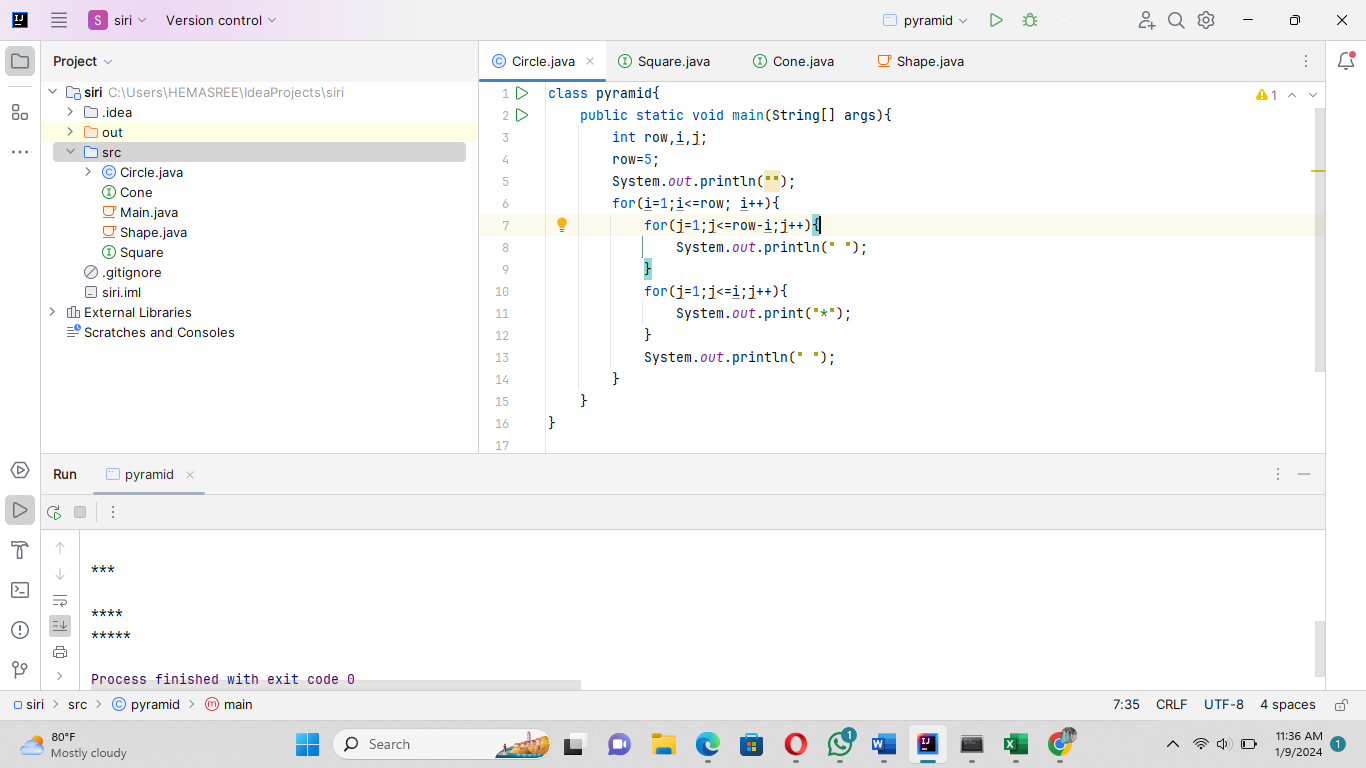 S siri Version control pyramid
Project
Circle.java Square.java Cone.java Shape.java
siri C:\Users\HEMASREE\IdeaProjects\siri
.idea
out
src
Circle.java
Cone
Main.java
Shape.java
Square
.gitignore
siri.iml
External Libraries
Scratches and Consoles
1 class pyramid{
2 public static void main(String[] args){
3 int row,i,j;
4 row=5;
5 System.out.println("");
6 for(i=1;i<=row; i++){
7 for(j=1;j<=row-i;j++){
8 System.out.println(" ");
9 }
10 for(j=1;j<=i;j++){
11 System.out.print("*");
12 }
13 System.out.println(" ");
14 }
15 }
16 }
17
1
Run pyramid
***
****
*****
Process finished with exit code 0
siri > src > pyramid > main 7:35 CRLF UTF-8 4 spaces
80°F
Mostly cloudy
Search
1
11:36 AM
1/9/2024
1